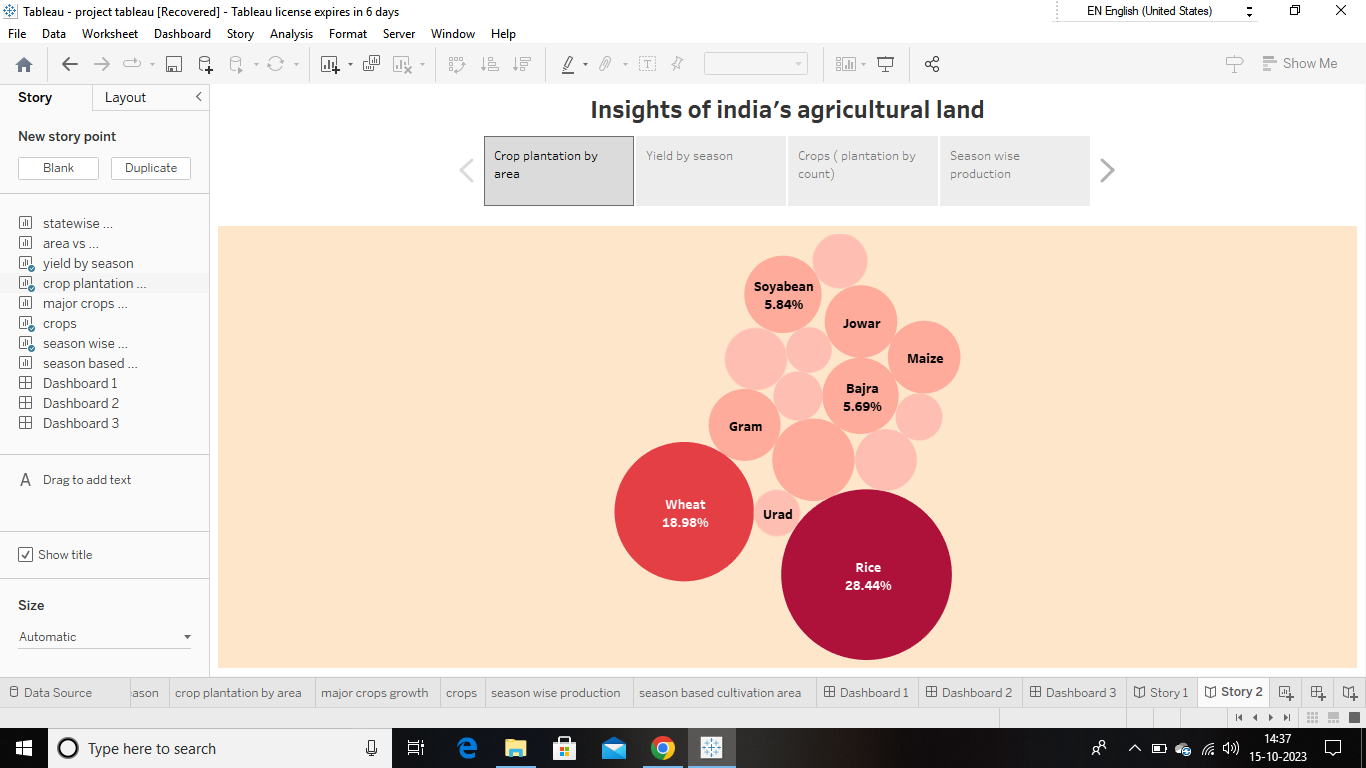 Tableau - project tableau [Recovered] - Tableau license expires in 6 days
EN English (United States)
File Data Worksheet Dashboard Story Analysis Format Server Window Help
Show Me
Story Layout
New story point
Blank Duplicate
statewise ...
area vs ...
yield by season
crop plantation ...
major crops ...
crops
season wise ...
season based ...
Dashboard 1
Dashboard 2
Dashboard 3
A Drag to add text
Show title
Size
Automatic
Insights of india's agricultural land
Crop plantation by
area
Yield by season
Crops ( plantation by
count)
Season wise
production
Soyabean
5.84%
Jowar
Maize
Bajra
5.69%
Gram
Wheat
18.98%
Urad
Rice
28.44%
Data Source ason crop plantation by area major crops growth crops season wise production season based cultivation area Dashboard 1 Dashboard 2 Dashboard 3 Story 1 Story 2
Type here to search
14:37
15-10-2023